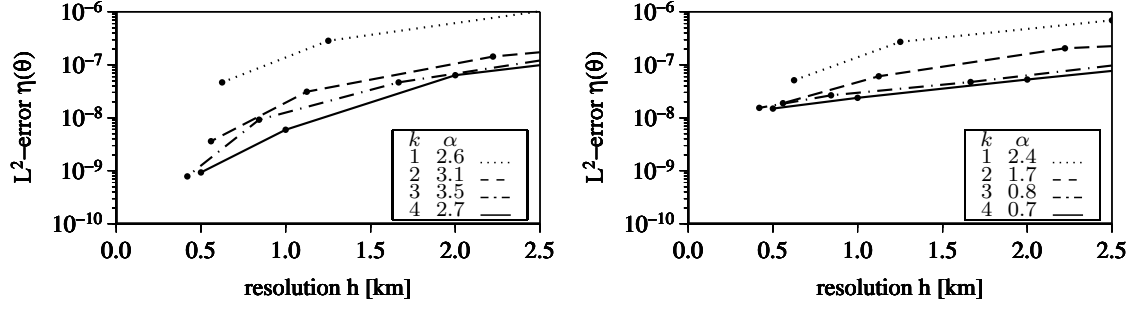 L²–error η(θ)
10⁻⁶
10⁻⁷
10⁻⁸
10⁻⁹
10⁻¹⁰
k α
1 2.6
2 3.1
3 3.5
4 2.7
0.0 0.5 1.0 1.5 2.0 2.5
resolution h [km]
L²–error η(θ)
10⁻⁶
10⁻⁷
10⁻⁸
10⁻⁹
10⁻¹⁰
k α
1 2.4
2 1.7
3 0.8
4 0.7
0.0 0.5 1.0 1.5 2.0 2.5
resolution h [km]